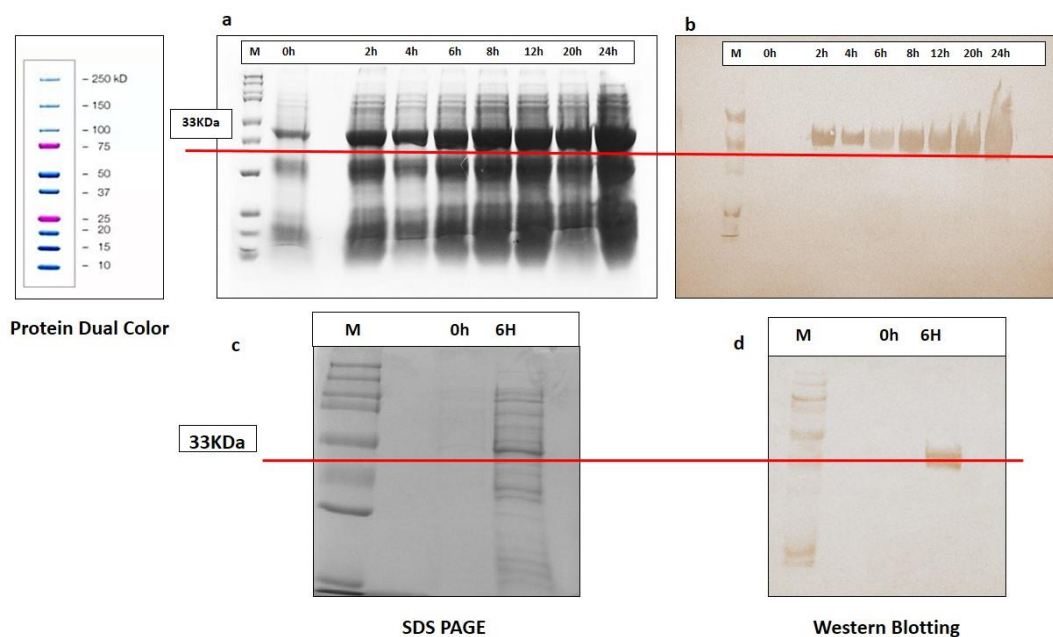 a
b
M 0h 2h 4h 6h 8h 12h 20h 24h
M 0h 2h 4h 6h 8h 12h 20h 24h
– 250 kD
– 150
– 100
– 75
– 50
– 37
– 25
– 20
– 15
– 10
33KDa
Protein Dual Color
c
M 0h 6H
d
M 0h 6H
33KDa
SDS PAGE
Western Blotting